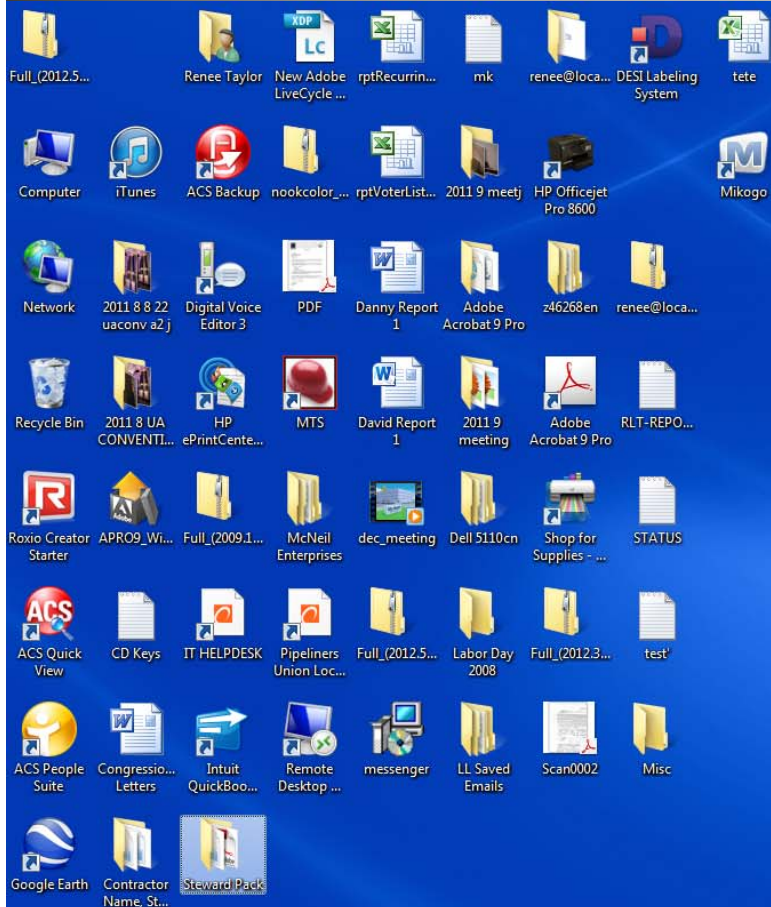 XDP
Lc
Full_(2012.5...
Renee Taylor
New Adobe
LiveCycle ...
rptRecurrin...
mk
renee@loca...
DESI Labeling
System
tete
Computer
iTunes
ACS Backup
nookcolor_...
rptVoterList...
2011 9 meetj
HP Officejet
Pro 8600
M
Mikogo
Network
2011 8 8 22
uaconv a2 j
Digital Voice
Editor 3
PDF
Danny Report
1
Adobe
Acrobat 9 Pro
z46268en
renee@loca...
Recycle Bin
2011 8 UA
CONVENTI...
HP
ePrintCente...
MTS
David Report
1
2011 9
meeting
Adobe
Acrobat 9 Pro
RLT-REPO...
R
Roxio Creator
Starter
APRO9_Wi...
Full_(2009.1...
McNeil
Enterprises
dec_meeting
Dell 5110cn
Shop for
Supplies - ...
STATUS
ACS
ACS Quick
View
CD Keys
IT HELPDESK
Pipeliners
Union Loc...
Full_(2012.5...
Labor Day
2008
Full_(2012.3...
test'
ACS People
Suite
Congressio...
Letters
Intuit
QuickBoo...
Remote
Desktop ...
messenger
LL Saved
Emails
Scan0002
Misc
Google Earth
Contractor
Name, St...
Steward Pack